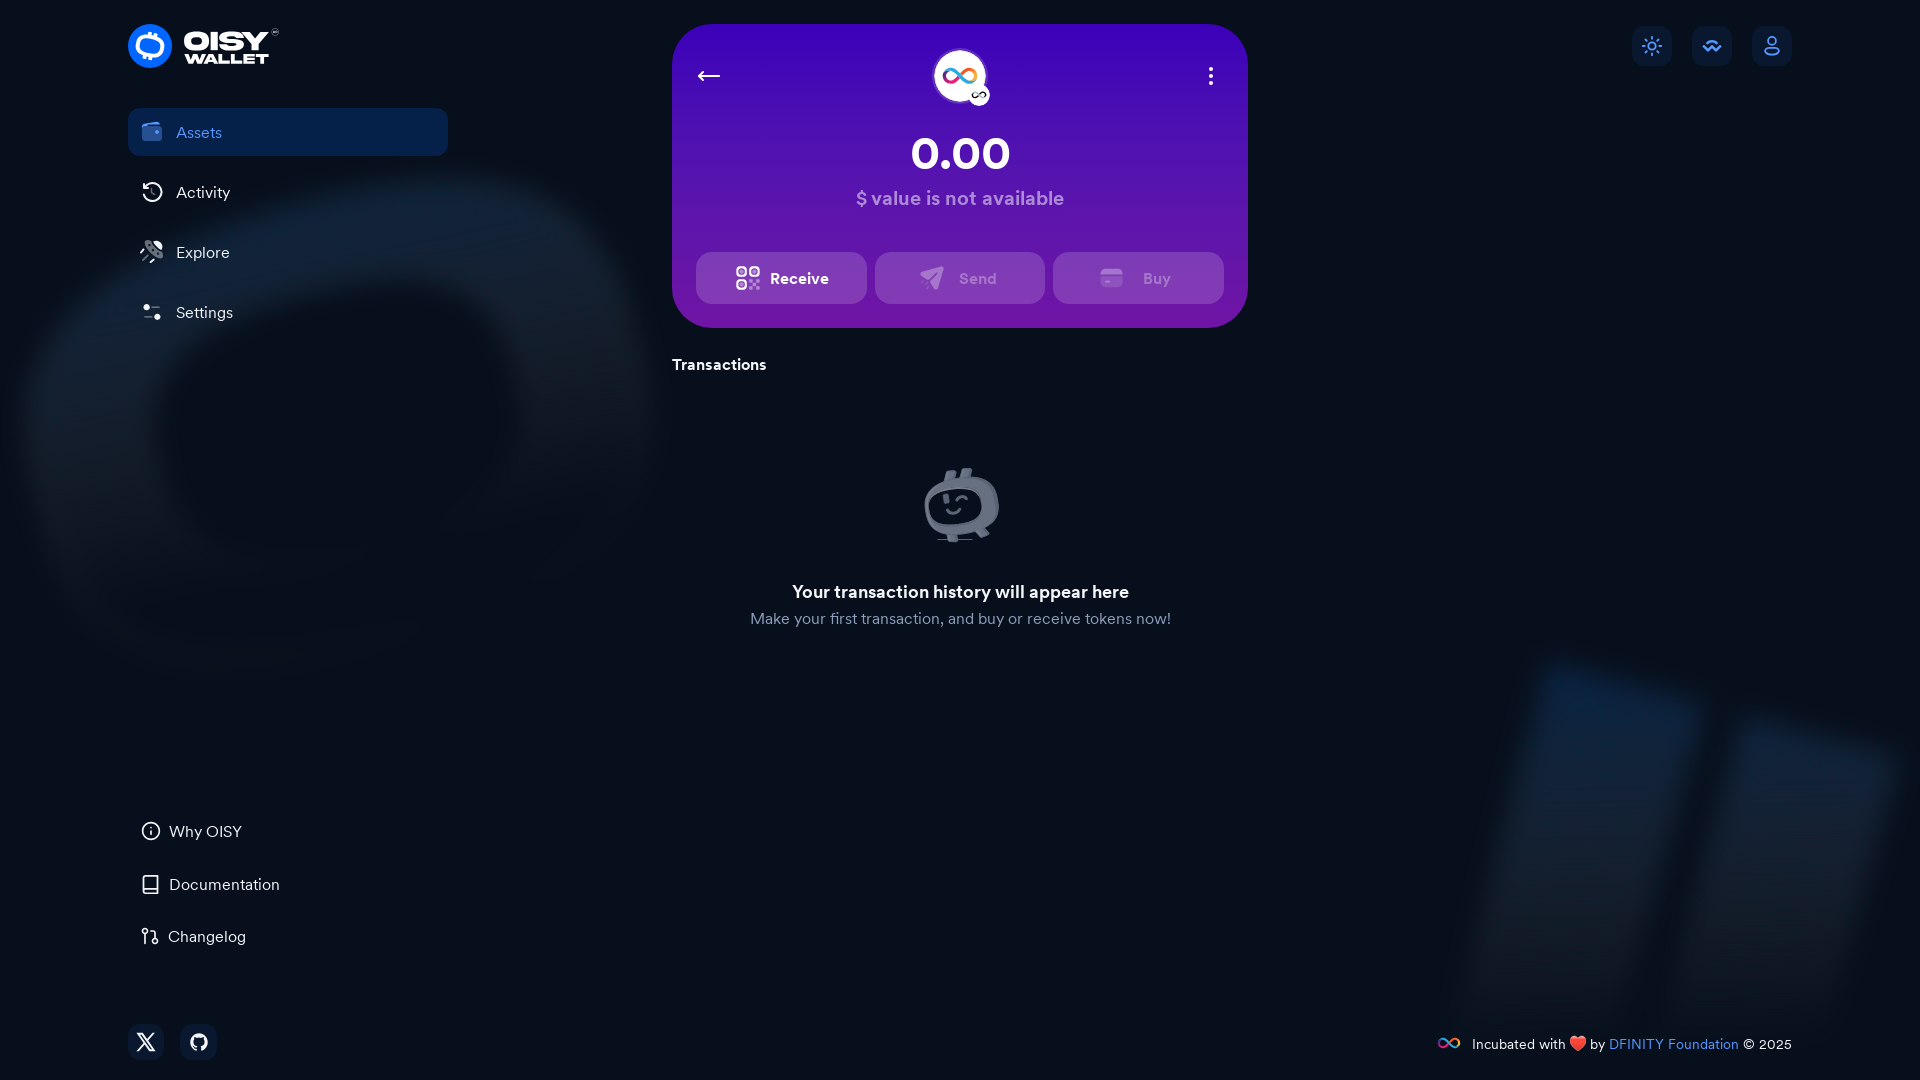 OISY
WALLET
Assets
Activity
Explore
Settings
0.00
$ value is not available
Receive
Send
Buy
Transactions
Your transaction history will appear here
Make your first transaction, and buy or receive tokens now!
Why OISY
Documentation
Changelog
Incubated with ❤️ by DFINITY Foundation © 2025